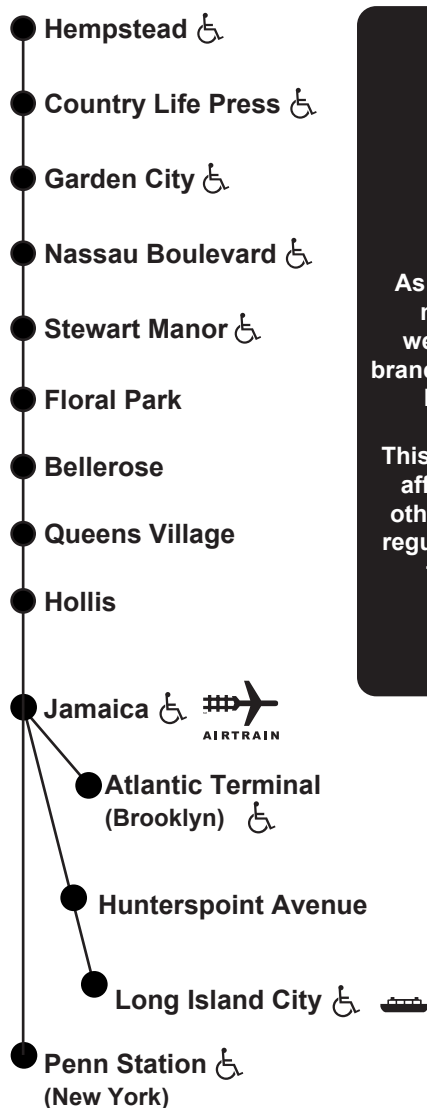 Hempstead
Country Life Press
Garden City
Nassau Boulevard
Stewart Manor
Floral Park
Bellerose
Queens Village
Hollis
Jamaica
AIRTRAIN
Atlantic Terminal
(Brooklyn)
Hunterspoint Avenue
Long Island City
Penn Station
(New York)
As
we
branc
This
aff
oth
regu